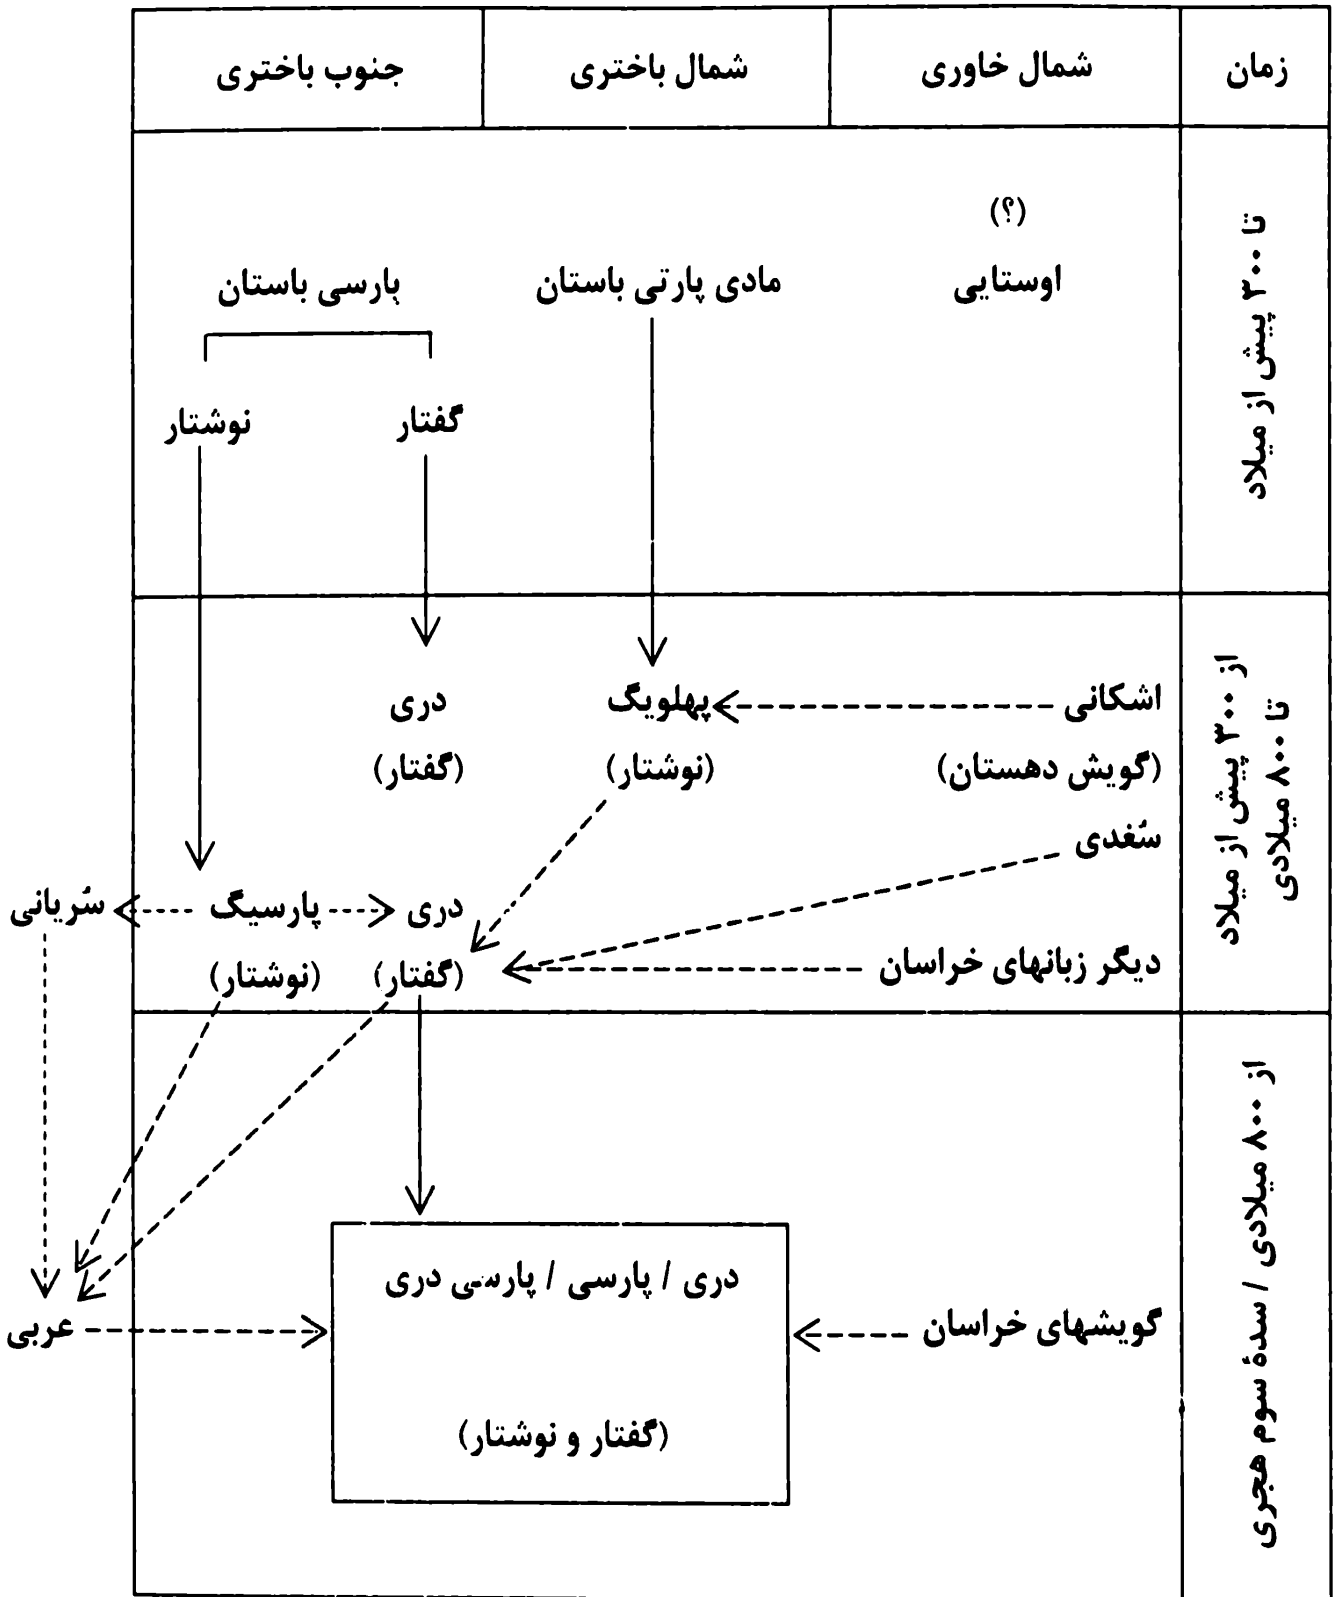 زمان
شمال خاوری
شمال باختری
جنوب باختری
تا ۳۰۰ پیش از میلاد
(؟)
اوستایی
مادی پارتی باستان
پارسی باستان
گفتار
نوشتار
از ۳۰۰ پیش از میلاد
تا ۸۰۰ میلادی
اشکانی
پهلویگ
دری
(گویش دهستان)
(نوشتار)
(گفتار)
سُغدی
دری
پارسیگ
سُریانی
دیگر زبانهای خراسان
(گفتار)
(نوشتار)
از ۸۰۰ میلادی / سدهٔ سوم هجری
دری / پارسی / پارسی دری
گویشهای خراسان
عربی
(گفتار و نوشتار)